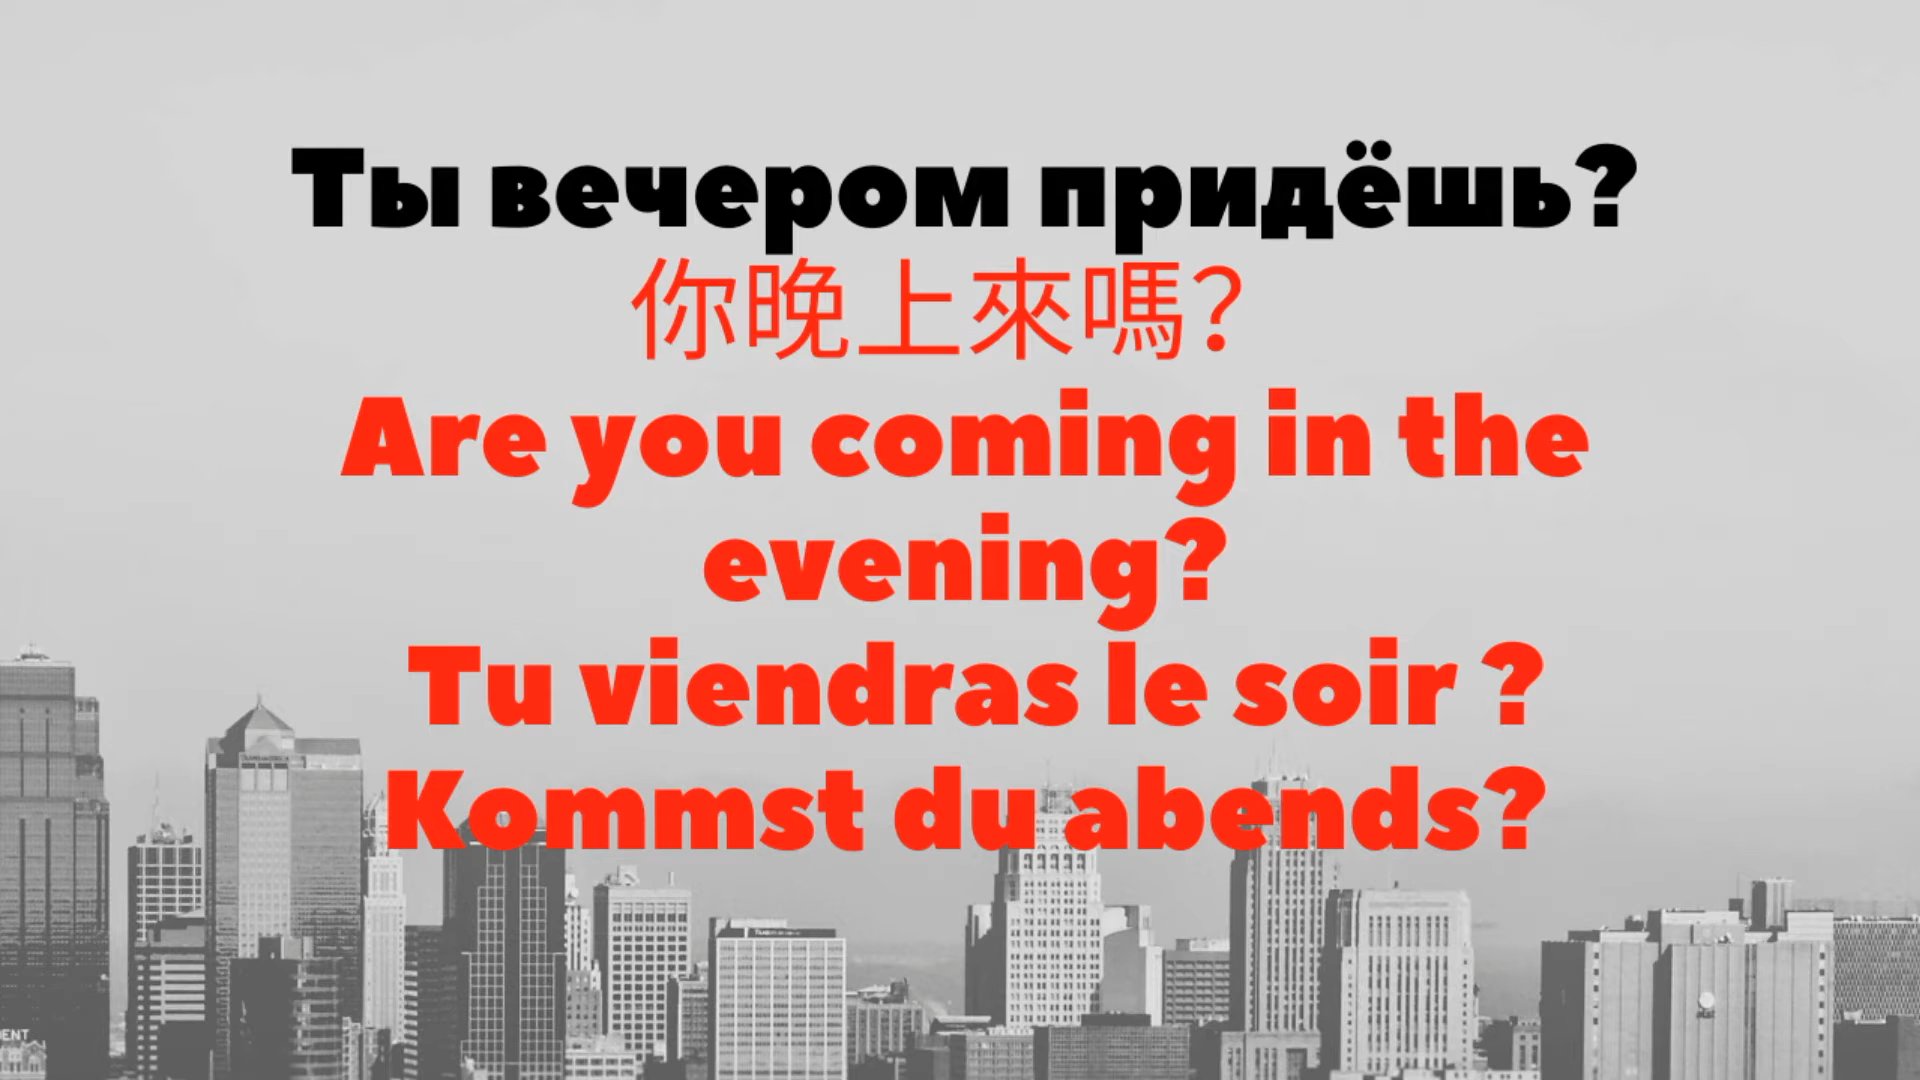 Ты вечером придёшь?
你晚上來嗎？
Are you coming in the
evening?
Tu viendras le soir ?
Kommst du abends?
ENT